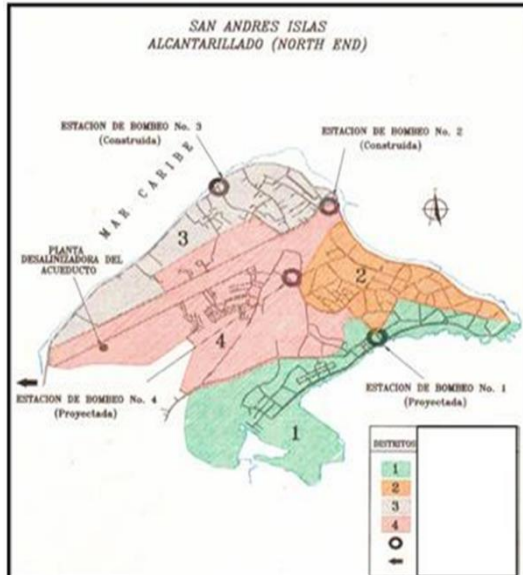 SAN ANDRES ISLAS
ALCANTARILLADO (NORTH END)
ESTACION DE BOMBEO No. 3
(Construida)
ESTACION DE BOMBEO No. 2
(Construida)
MAR CARIBE
3
PLANTA
DESALINIZADORA DEL
ACUEDUCTO
2
4
ESTACION DE BOMBEO No. 4
(Proyectada)
ESTACION DE BOMBEO No. 1
(Proyectada)
1
DISTRITOS
1
2
3
4